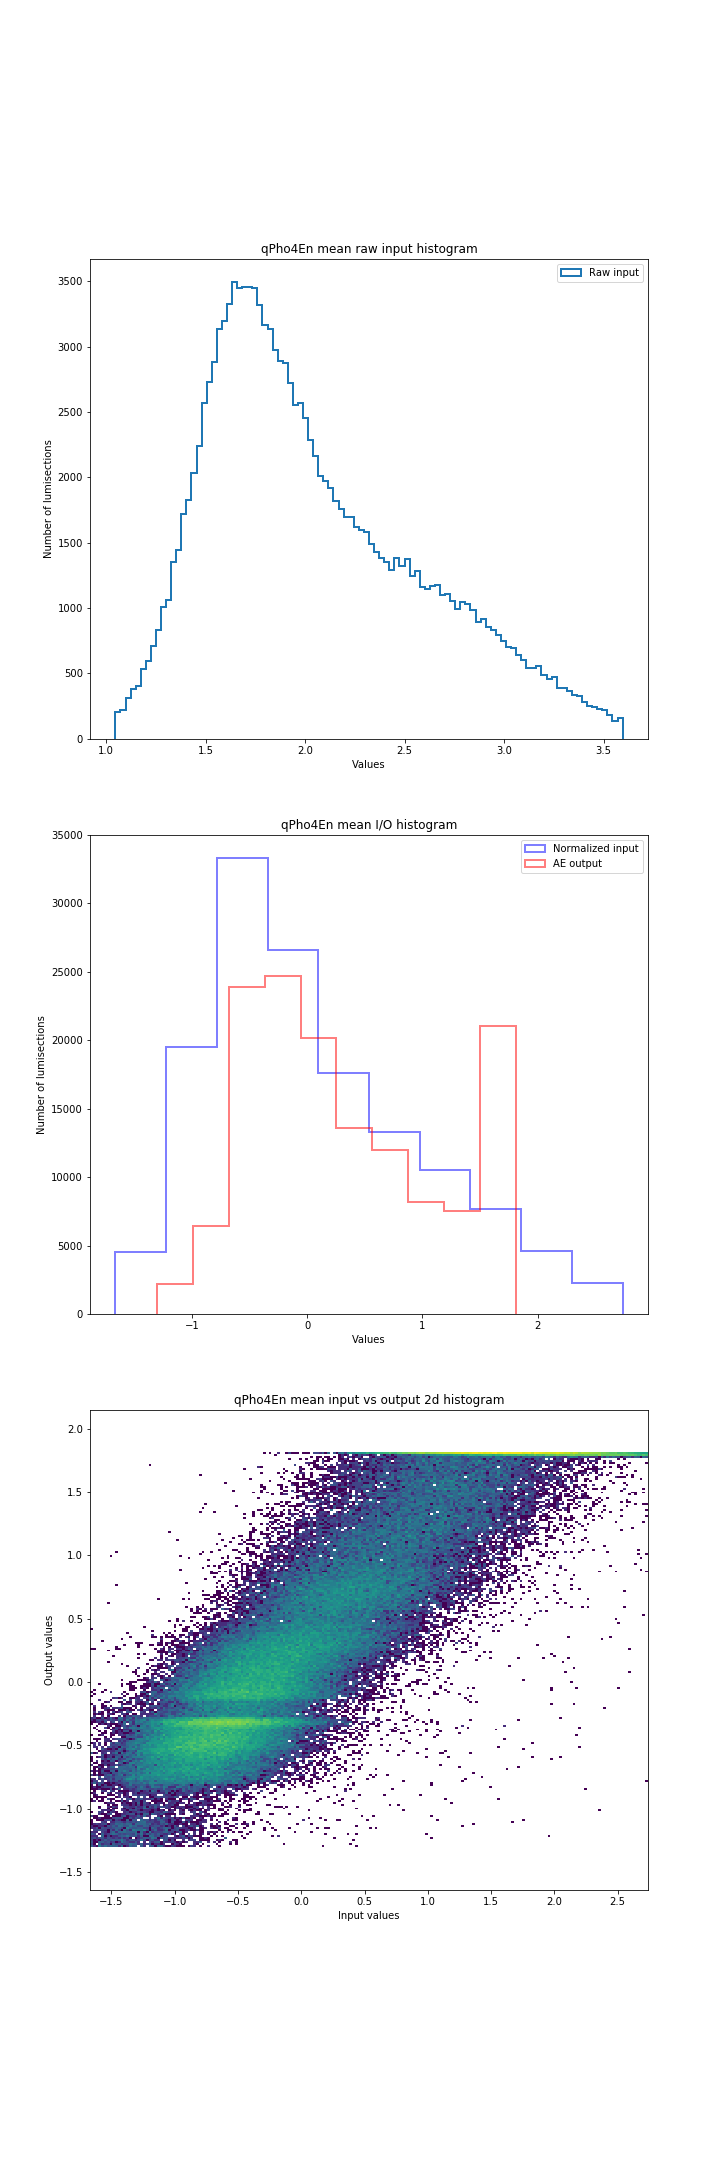 qPho4En mean raw input histogram
Raw input
3500
3000
2500
2000
1500
1000
500
0
Number of lumisections
1.0 1.5 2.0 2.5 3.0 3.5
Values
qPho4En mean I/O histogram
Normalized input
AE output
35000
30000
25000
20000
15000
10000
5000
0
Number of lumisections
−1 0 1 2
Values
qPho4En mean input vs output 2d histogram
2.0
1.5
1.0
0.5
0.0
−0.5
−1.0
−1.5
Output values
−1.5 −1.0 −0.5 0.0 0.5 1.0 1.5 2.0 2.5
Input values